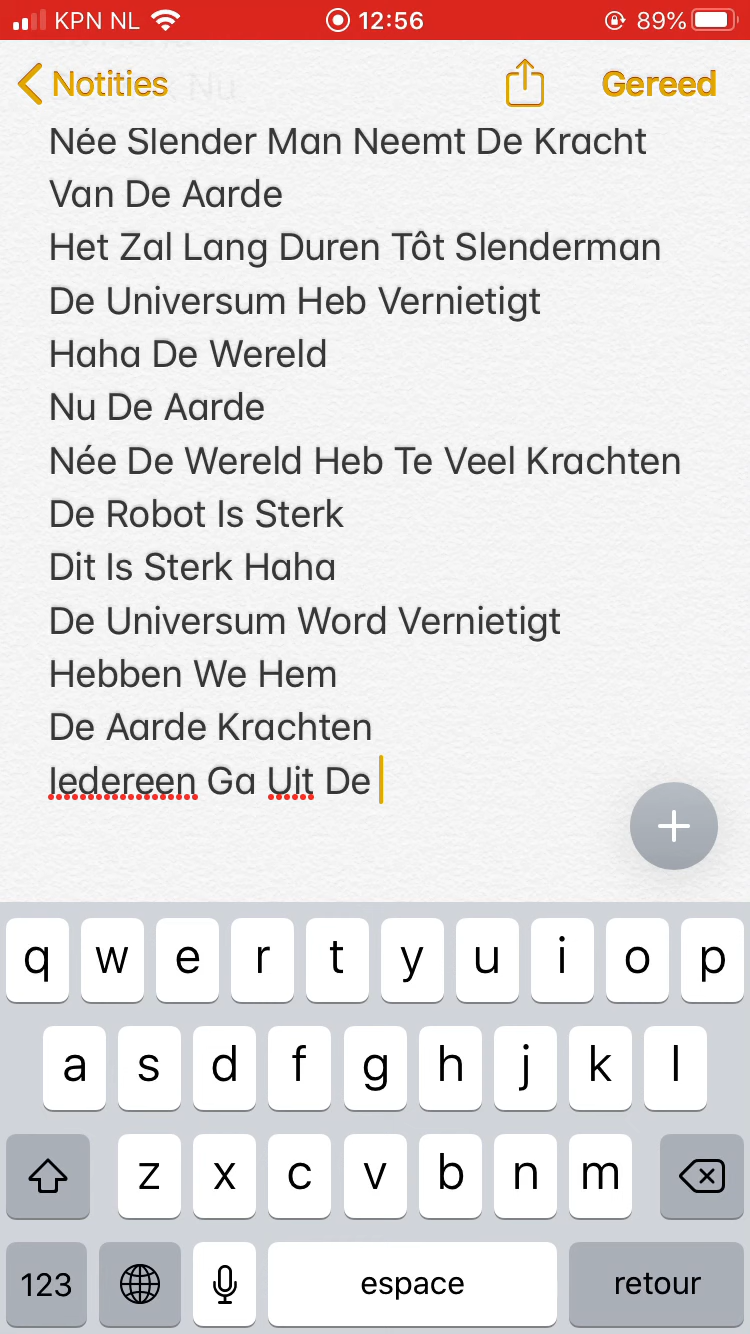 KPN NL 12:56 89%
Notities Gereed
Née Slender Man Neemt De Kracht
Van De Aarde
Het Zal Lang Duren Tôt Slenderman
De Universum Heb Vernietigt
Haha De Wereld
Nu De Aarde
Née De Wereld Heb Te Veel Krachten
De Robot Is Sterk
Dit Is Sterk Haha
De Universum Word Vernietigt
Hebben We Hem
De Aarde Krachten
Iedereen Ga Uit De
q w e r t y u i o p
a s d f g h j k l
z x c v b n m
123 espace retour